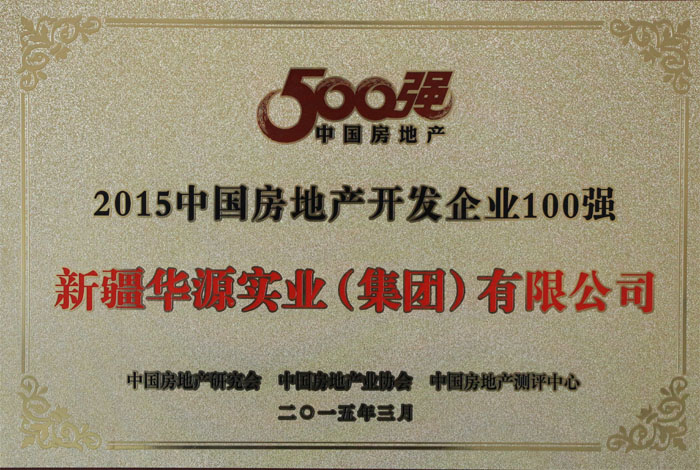 500强
中国房地产
2015中国房地产开发企业100强
新疆华源实业(集团)有限公司
中国房地产研究会 中国房地产业协会 中国房地产测评中心
二〇一五年三月